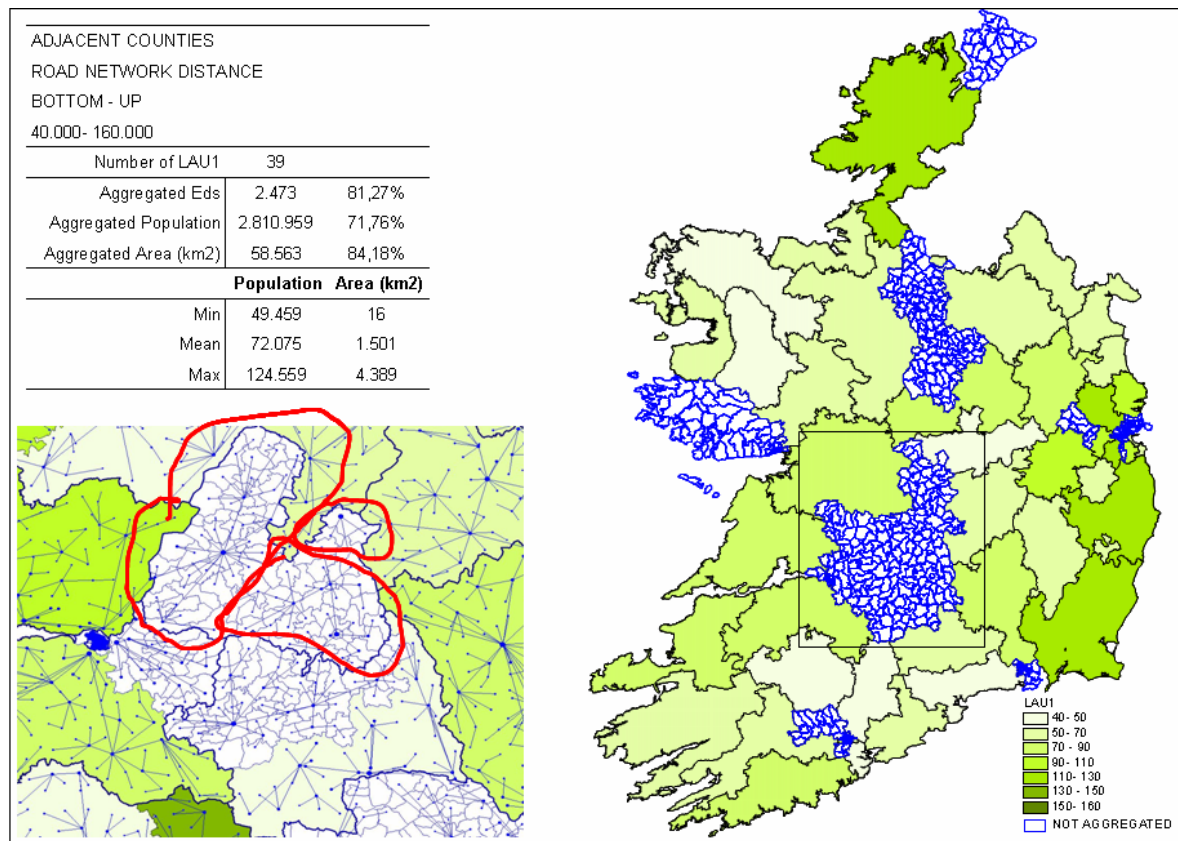 ADJACENT COUNTIES
ROAD NETWORK DISTANCE
BOTTOM - UP
40.000- 160.000
Number of LAU1 39
Aggregated Eds 2.473 81,27%
Aggregated Population 2.810.959 71,76%
Aggregated Area (km2) 58.563 84,18%
Population Area (km2)
Min 49.459 16
Mean 72.075 1.501
Max 124.559 4.389
LAU1
40 - 50
50 - 70
70 - 90
90 - 110
110 - 130
130 - 150
150- 160
NOT AGGREGATED